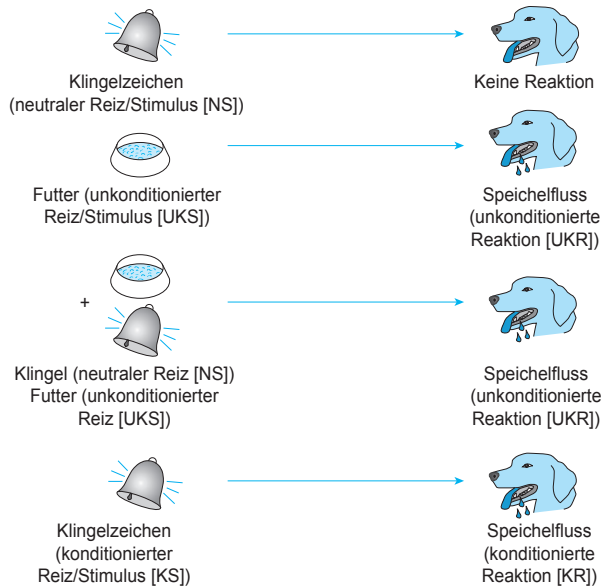 Klingelzeichen
(neutraler Reiz/Stimulus [NS])
Keine Reaktion
Futter (unkonditionierter
Reiz/Stimulus [UKS])
Speichelfluss
(unkonditionierte
Reaktion [UKR])
+
Klingel (neutraler Reiz [NS])
Futter (unkonditionierter
Reiz [UKS])
Speichelfluss
(unkonditionierte
Reaktion [UKR])
Klingelzeichen
(konditionierter
Reiz/Stimulus [KS])
Speichelfluss
(konditionierte
Reaktion [KR])